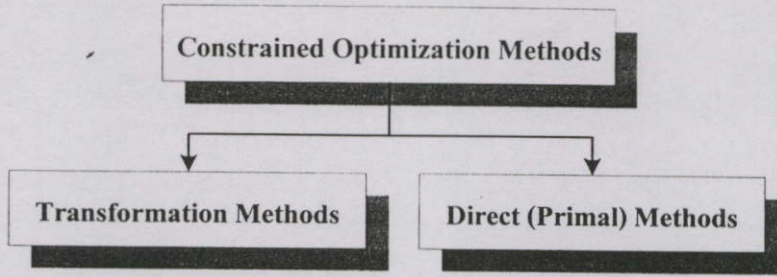 Constrained Optimization Methods
Transformation Methods
Direct (Primal) Methods